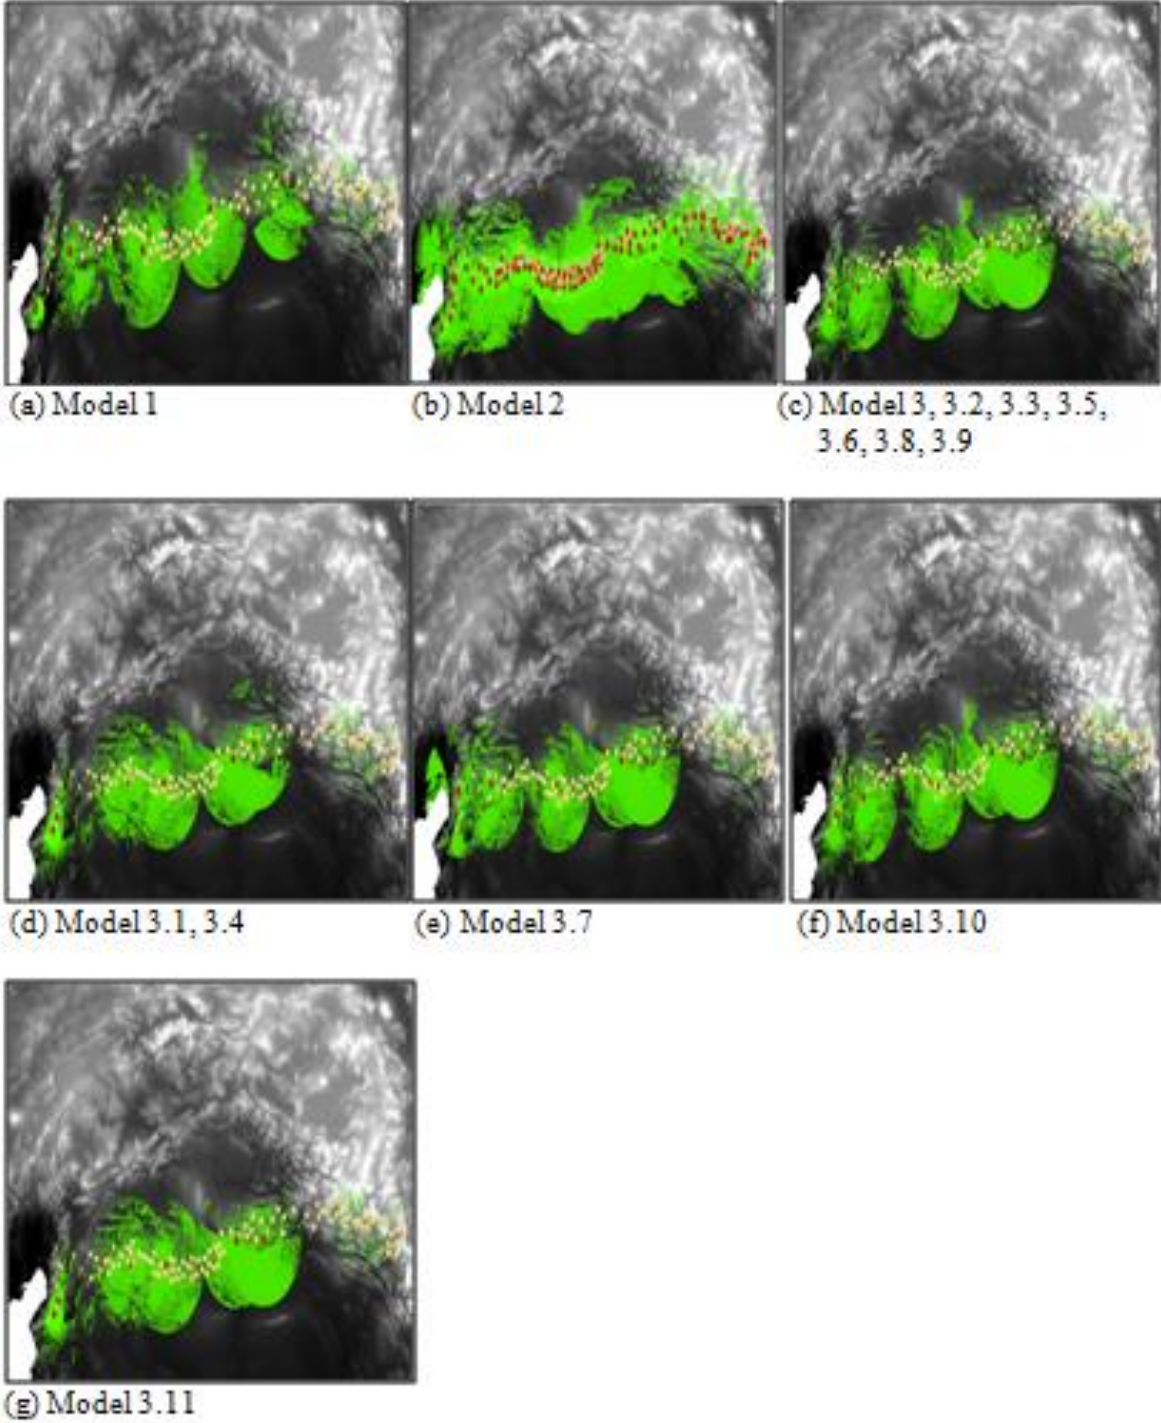 (a) Model 1
(b) Model 2
(c) Model 3, 3.2, 3.3, 3.5,
3.6, 3.8, 3.9
(d) Model 3.1, 3.4
(e) Model 3.7
(f) Model 3.10
(g) Model 3.11